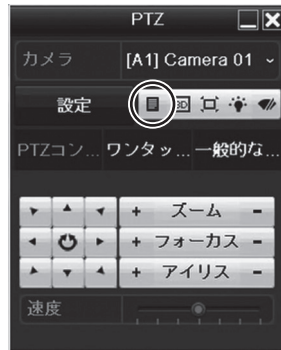 PTZ
カメラ [A1] Camera 01
設定 3D
PTZコン... ワンタッ... 一般的な...
+ ズーム -
+ フォーカス -
+ アイリス -
速度